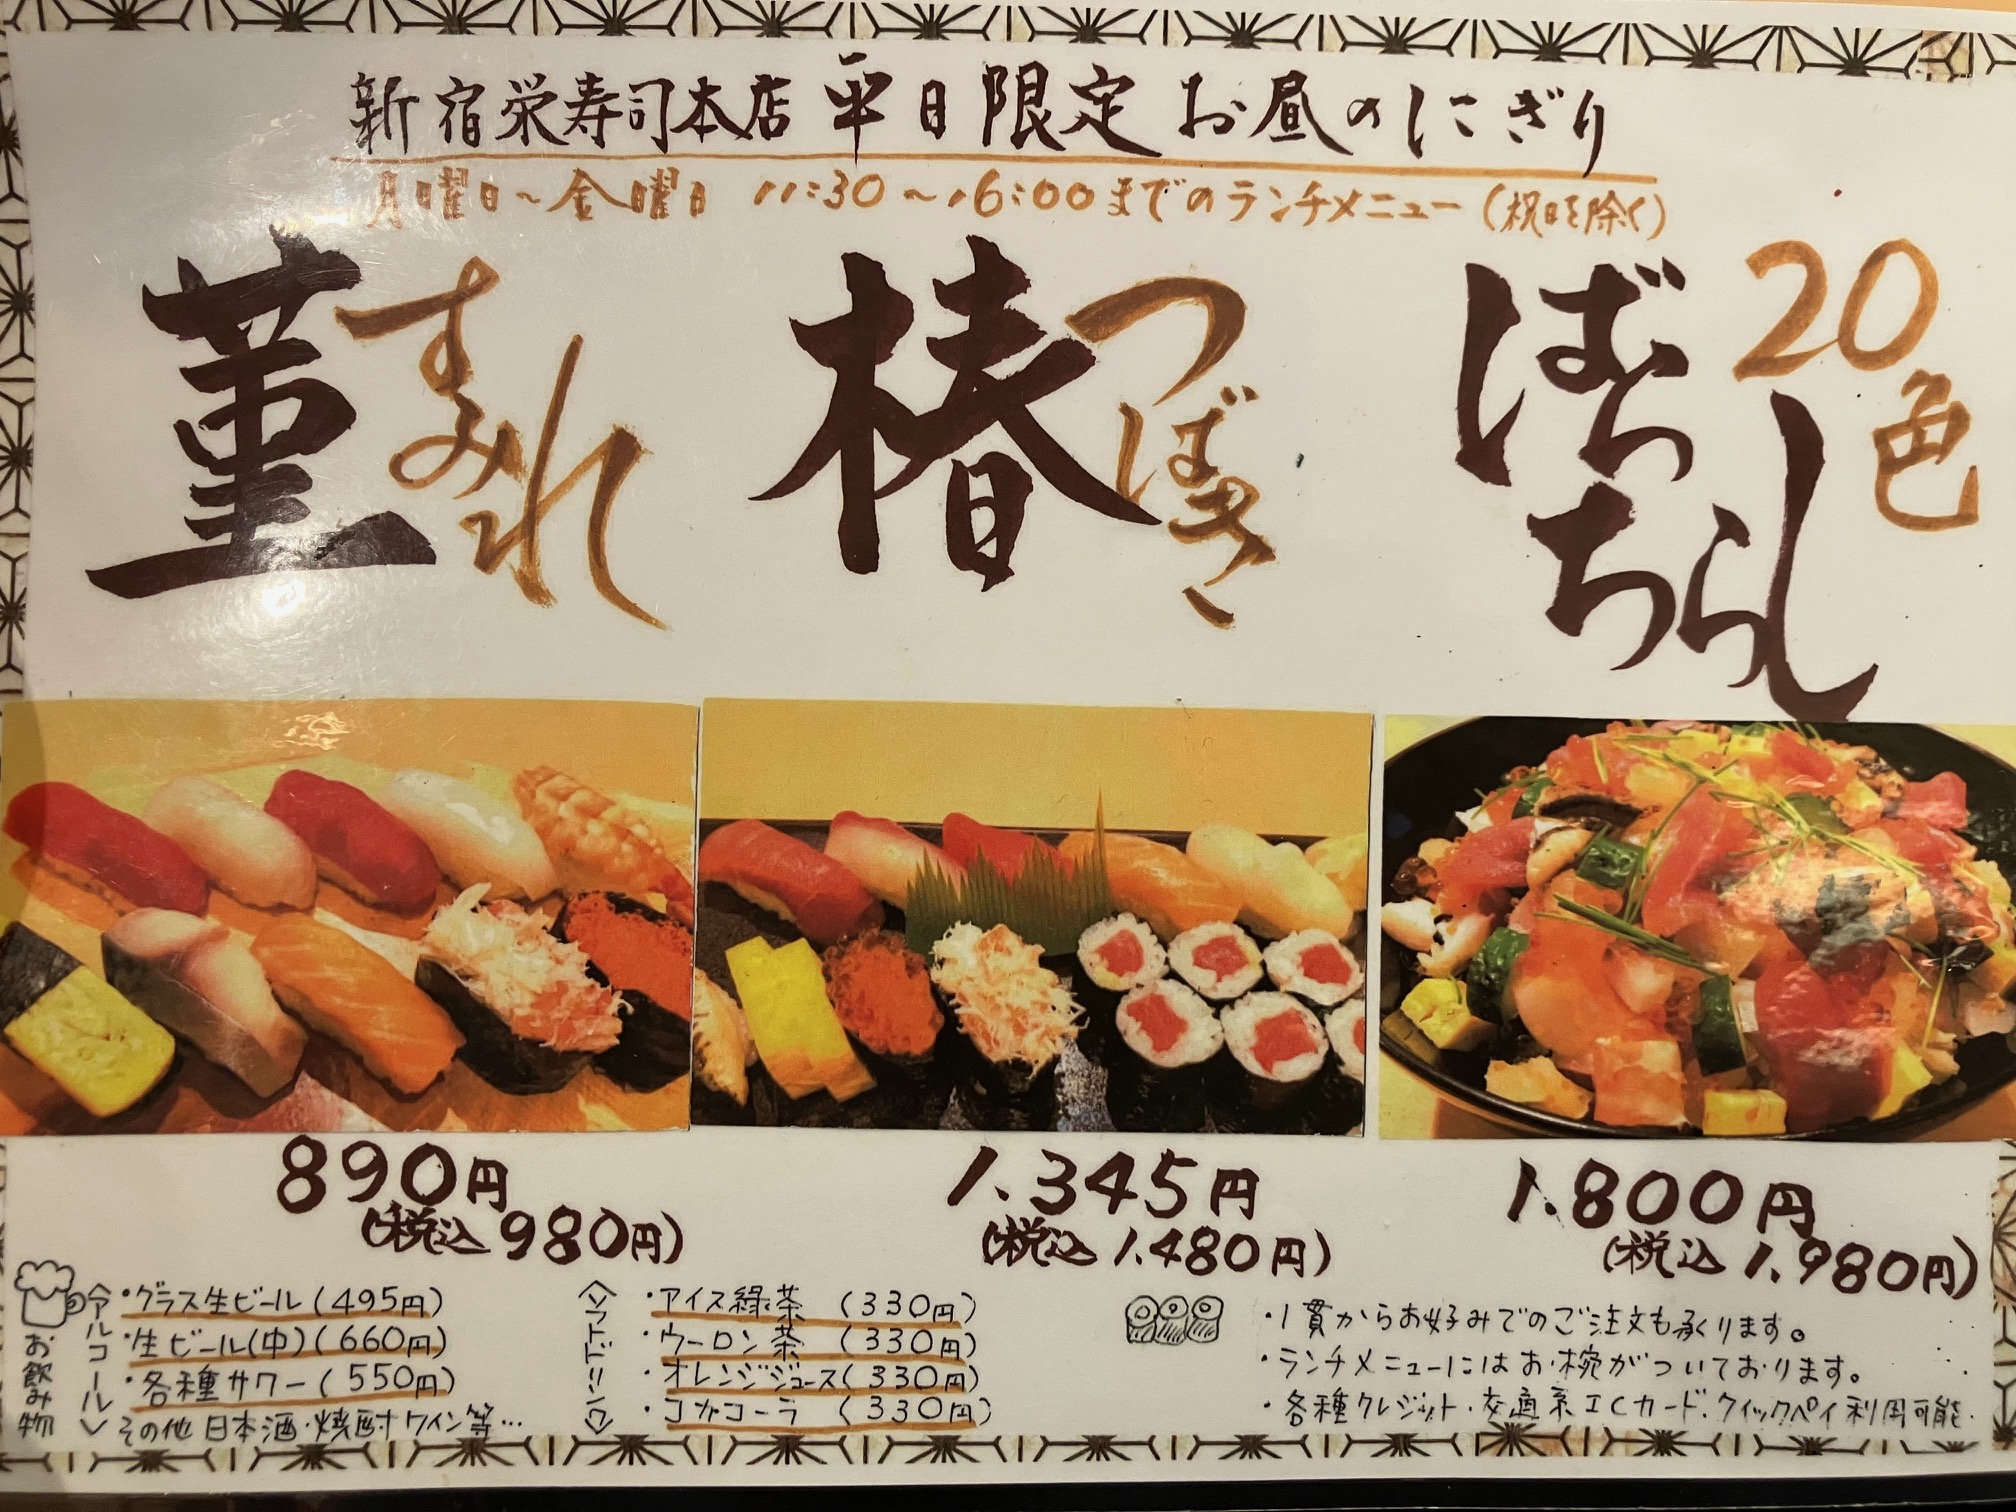 新宿栄寿司本店 平日限定 お昼のにぎり
月曜日～金曜日 11:30～16:00までのランチメニュー(祝日を除く)
菫 すみれ
椿 つばき
20色 ばらちらし
890円
(税込 980円)
1.345円
(税込 1.480円)
1.800円
(税込 1.980円)
お飲み物
<アルコール>
・グラス生ビール(495円)
・生ビール(中)(660円)
・各種サワー(550円)
その他 日本酒・焼酎 ワイン等…
<ソフトドリンク>
・アイス緑茶 (330円)
・ウーロン茶 (330円)
・オレンジジュース(330円)
・コカコーラ (330円)
・1貫からお好みでのご注文も承ります。
・ランチメニューにはお椀がついております。
・各種クレジット・交通系ICカード、クイックペイ利用可能.